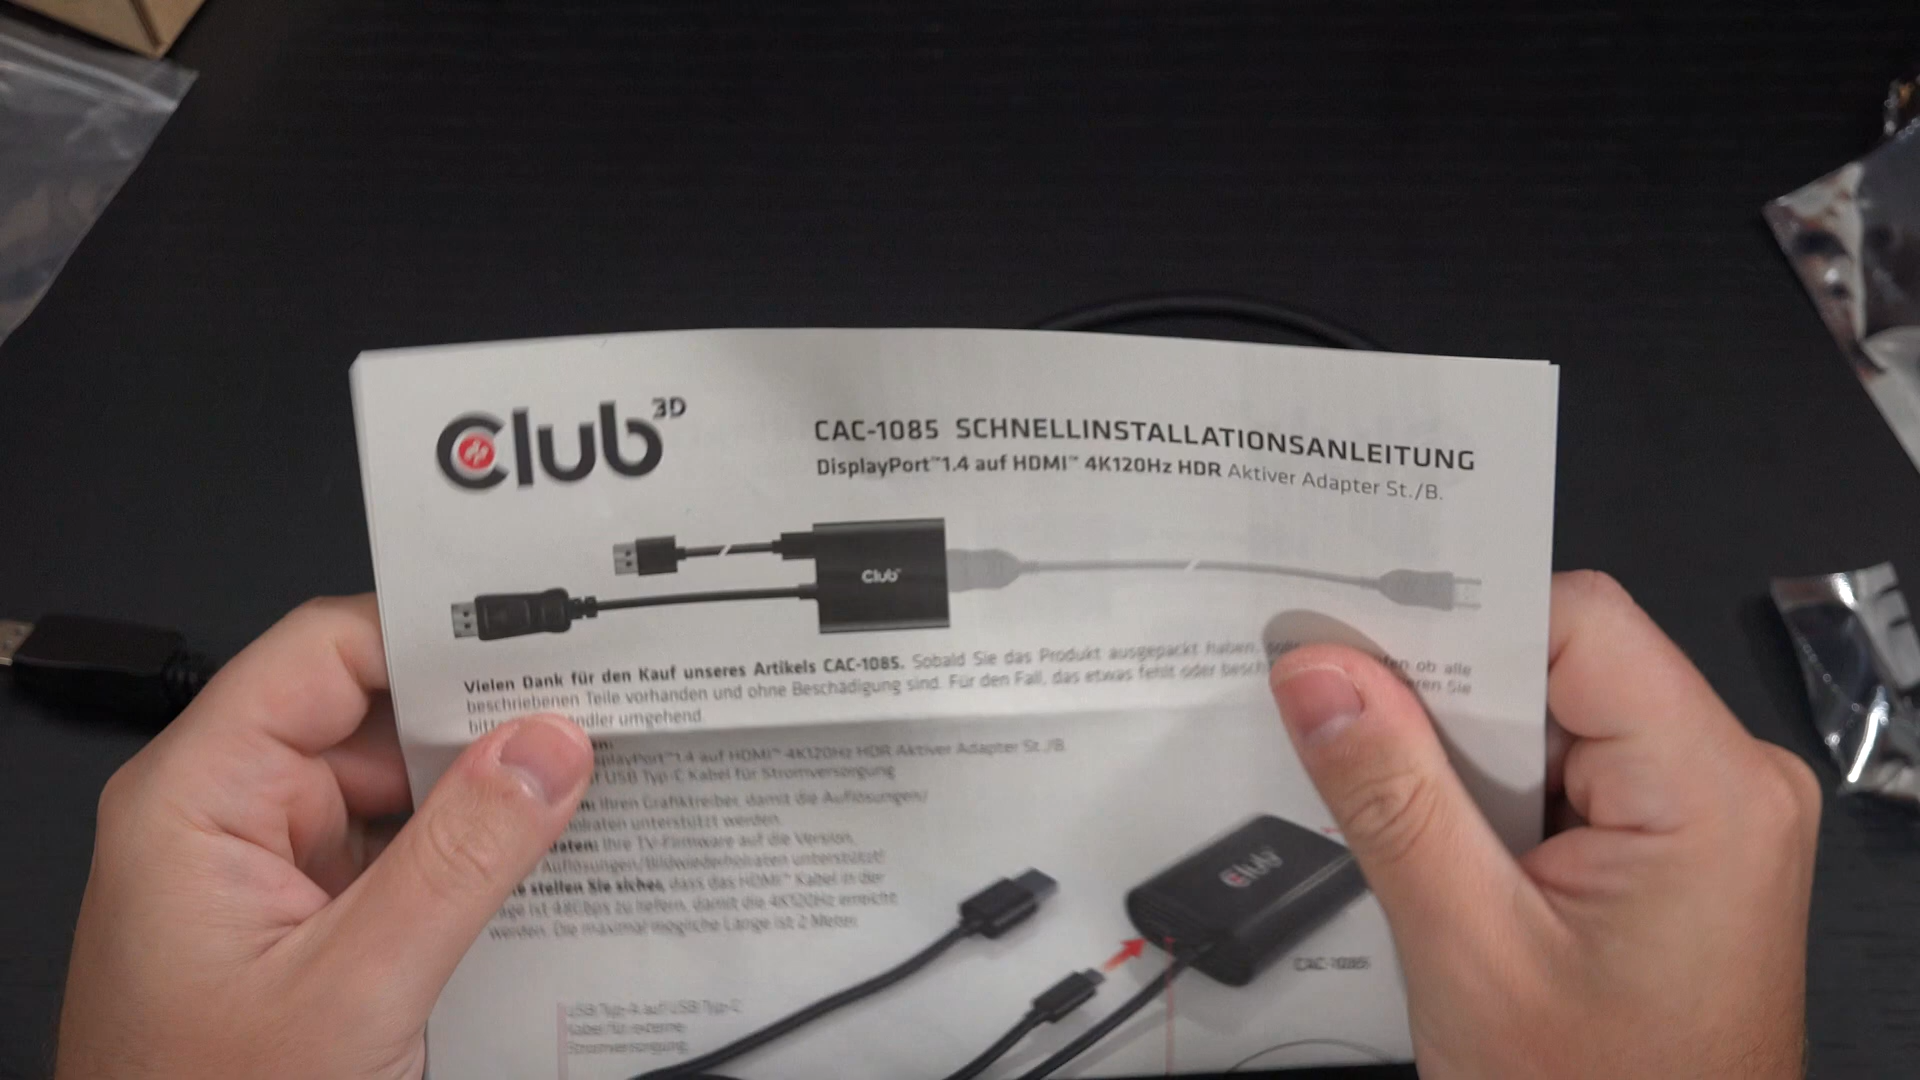 Club 3D
CAC-1085 SCHNELLINSTALLATIONSANLEITUNG
DisplayPort™1.4 auf HDMI™ 4K120Hz HDR Aktiver Adapter St./B.
Club
Vielen Dank für den Kauf unseres Artikels CAC-1085. Sobald Sie das Produkt ausgepackt haben, ob alle
beschriebenen Teile vorhanden und ohne Beschädigung sind. Für den Fall, das etwas fehlt oder Sie
umgehend.
1.4 auf HDMI™ 4K120Hz HDR Aktiver Adapter St./B.
USB Typ-C Kabel für Stromversorgung
Ihren Grafiktreiber, damit die Auflösungen/
unterstützt werden.
Ihre TV-Firmware auf die Version,
Auflösungen/Bildwiederholraten unterstützt!
stellen Sie sicher, dass das HDMI™ Kabel in der
ist 48Gbps zu liefern, damit die 4K120Hz erreicht
werden. Die maximal mögliche Länge ist 2 Meter.
Club
CAC-1085
USB Typ-A auf USB Typ-C
Kabel für externe
Stromversorgung